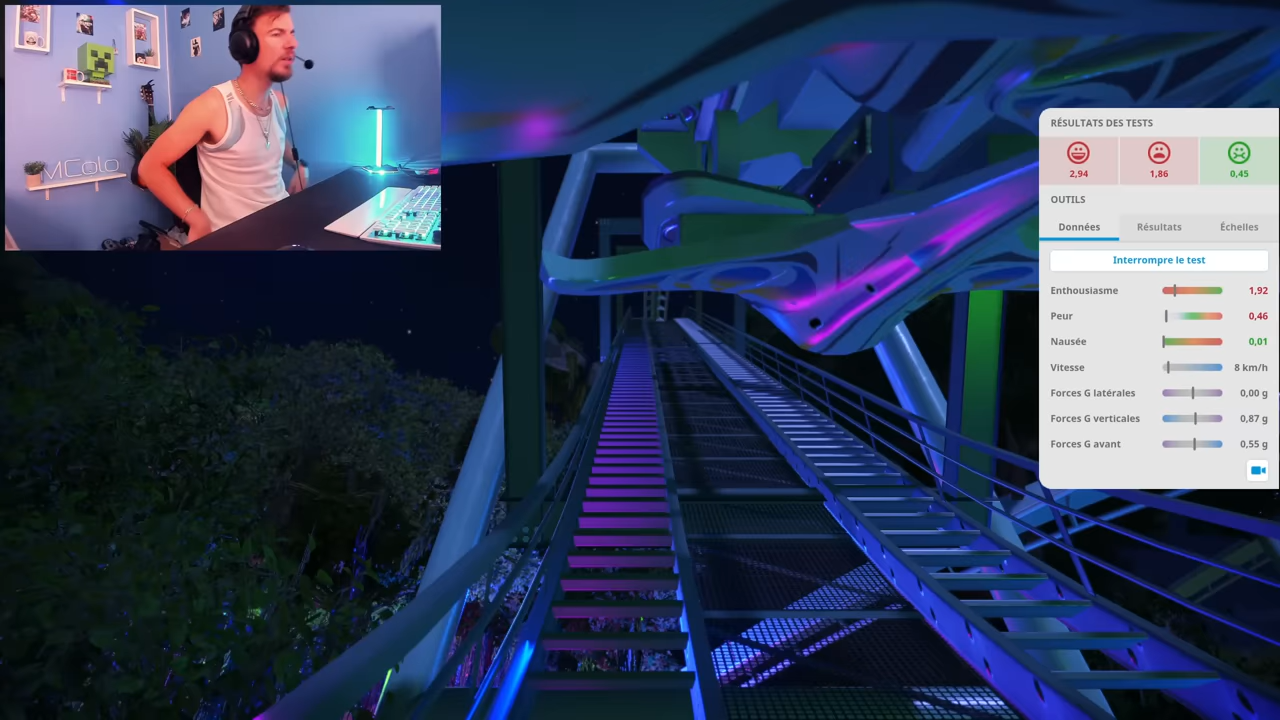 MColo
RÉSULTATS DES TESTS
2,94 1,86 0,45
OUTILS
Données Résultats Échelles
Interrompre le test
Enthousiasme 1,92
Peur 0,46
Nausée 0,01
Vitesse 8 km/h
Forces G latérales 0,00 g
Forces G verticales 0,87 g
Forces G avant 0,55 g